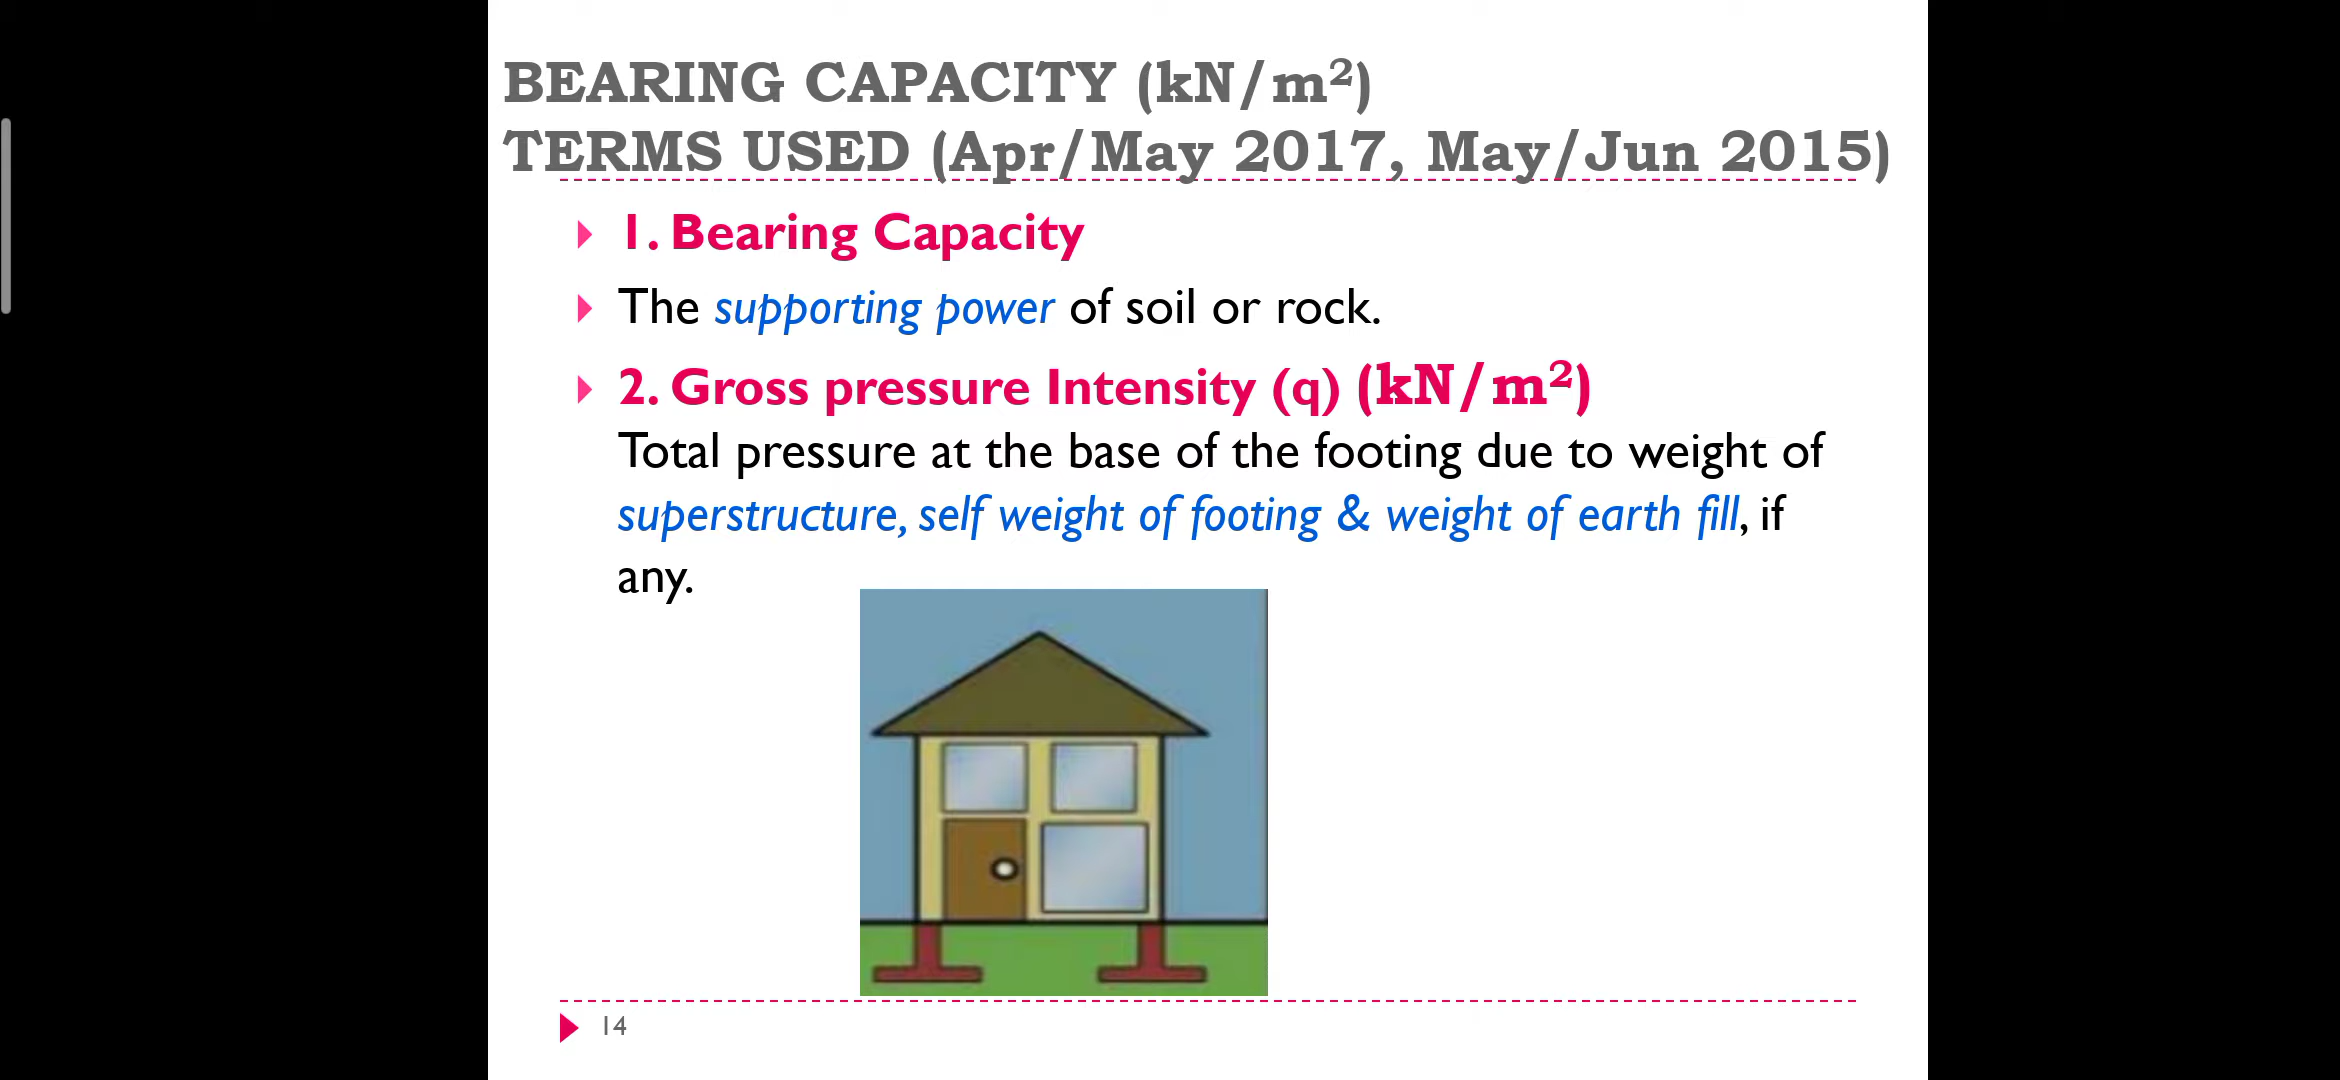 BEARING CAPACITY (kN/m²)
TERMS USED (Apr/May 2017, May/Jun 2015)
1. Bearing Capacity
The supporting power of soil or rock.
2. Gross pressure Intensity (q) (kN/m²)
Total pressure at the base of the footing due to weight of
superstructure, self weight of footing & weight of earth fill, if
any.
14